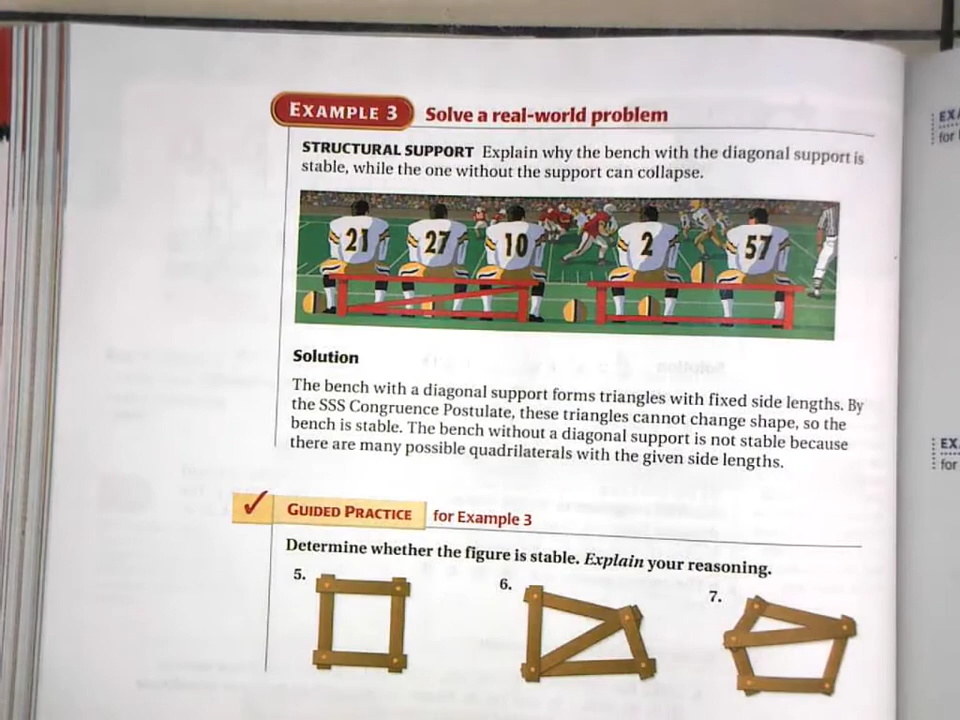 EXAMPLE 3 Solve a real-world problem
STRUCTURAL SUPPORT Explain why the bench with the diagonal support is
stable, while the one without the support can collapse.
21 27 10 2 57
Solution
The bench with a diagonal support forms triangles with fixed side lengths. By
the SSS Congruence Postulate, these triangles cannot change shape, so the
bench is stable. The bench without a diagonal support is not stable because
there are many possible quadrilaterals with the given side lengths.
GUIDED PRACTICE for Example 3
Determine whether the figure is stable. Explain your reasoning.
5. 6. 7.
for
EX
for